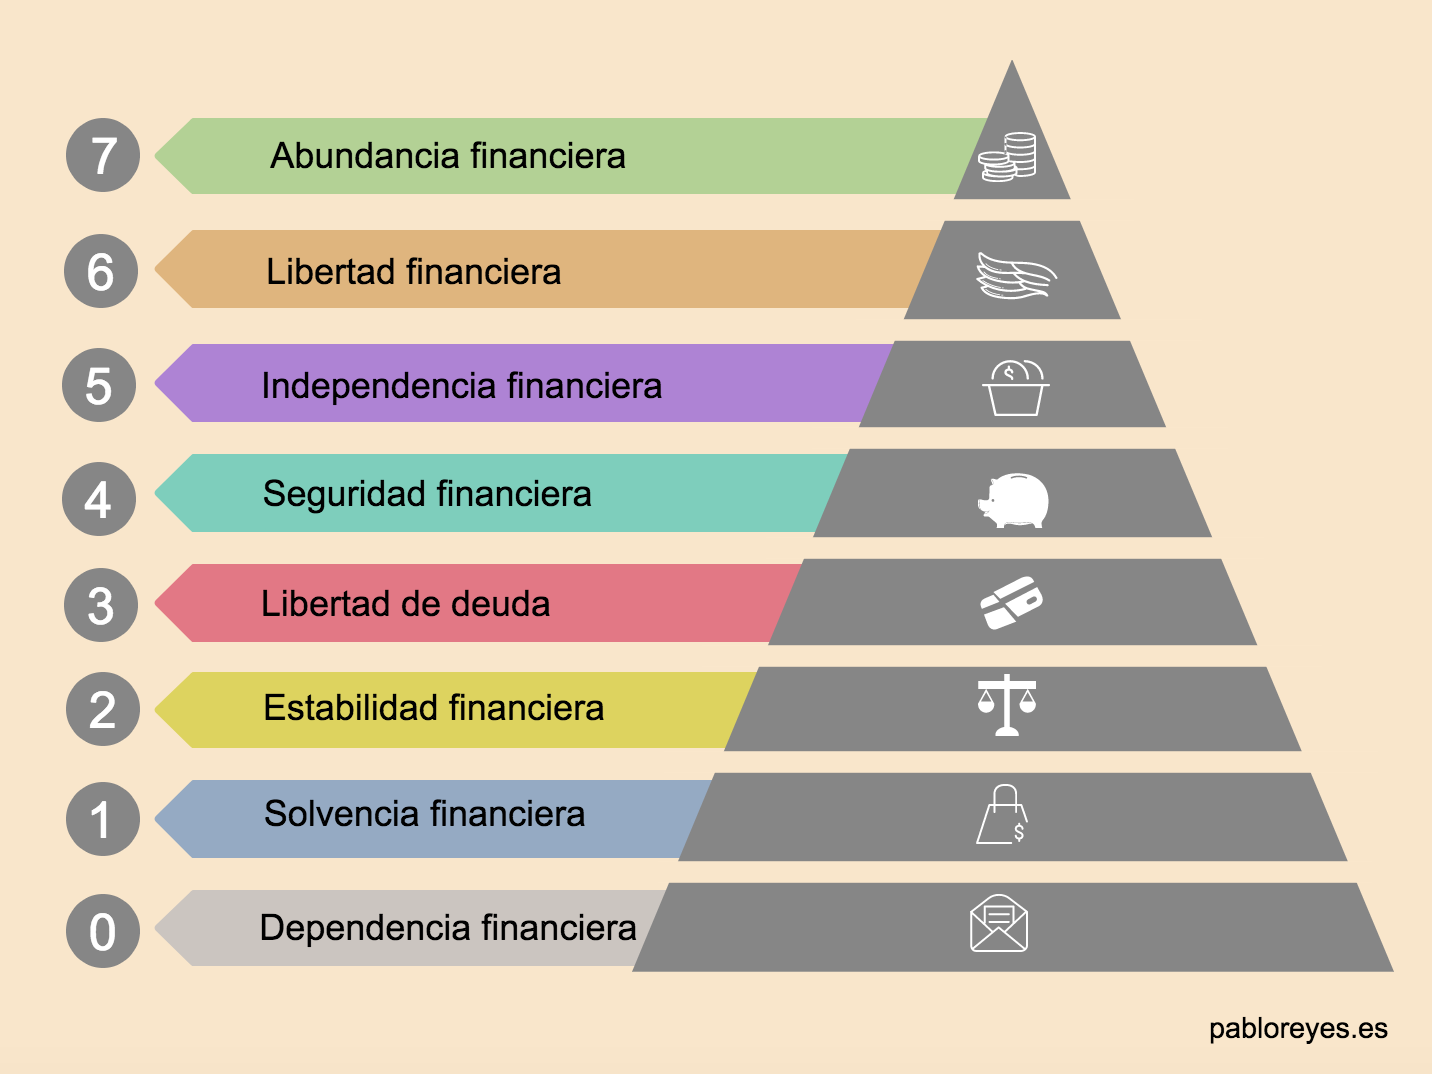 7 Abundancia financiera
6 Libertad financiera
$
5 Independencia financiera
4 Seguridad financiera
3 Libertad de deuda
2 Estabilidad financiera
1 Solvencia financiera
$
0 Dependencia financiera
pabloreyes.es